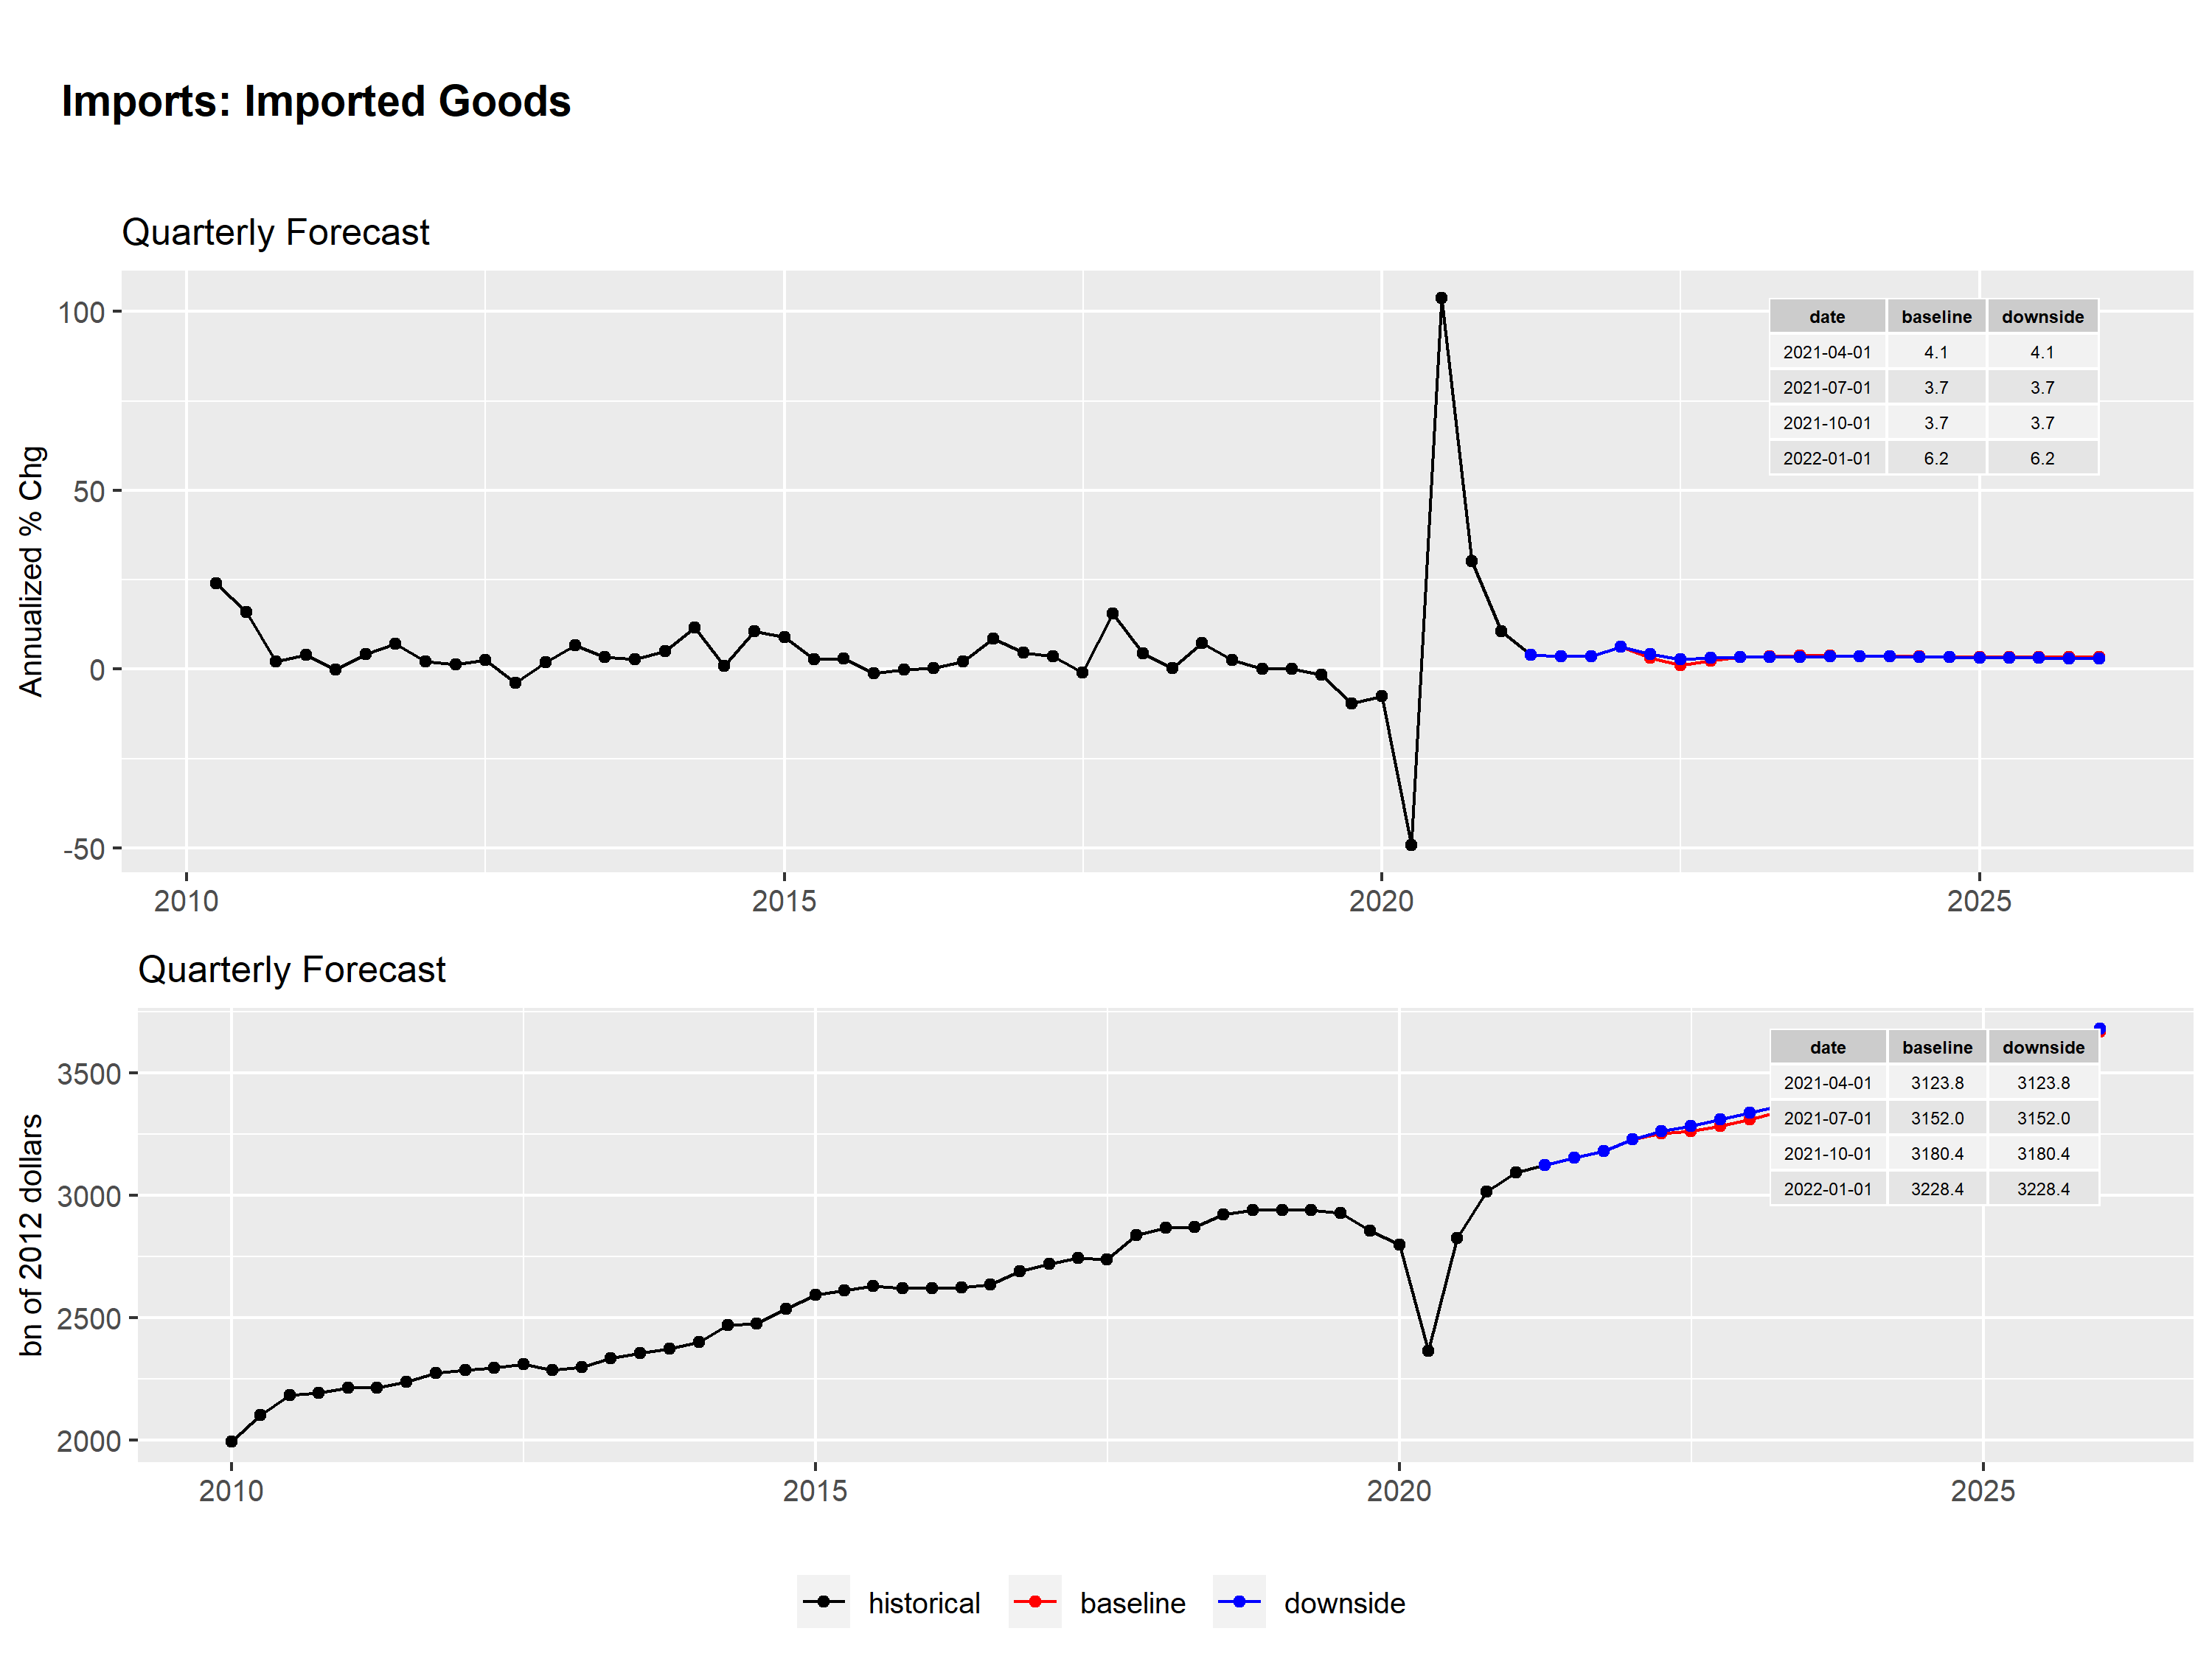 Imports: Imported Goods
Quarterly Forecast
Annualized % Chg
100
50
0
-50
date baseline downside
2021-04-01 4.1 4.1
2021-07-01 3.7 3.7
2021-10-01 3.7 3.7
2022-01-01 6.2 6.2
2010 2015 2020 2025
Quarterly Forecast
bn of 2012 dollars
3500
3000
2500
2000
date baseline downside
2021-04-01 3123.8 3123.8
2021-07-01 3152.0 3152.0
2021-10-01 3180.4 3180.4
2022-01-01 3228.4 3228.4
2010 2015 2020 2025
historical baseline downside